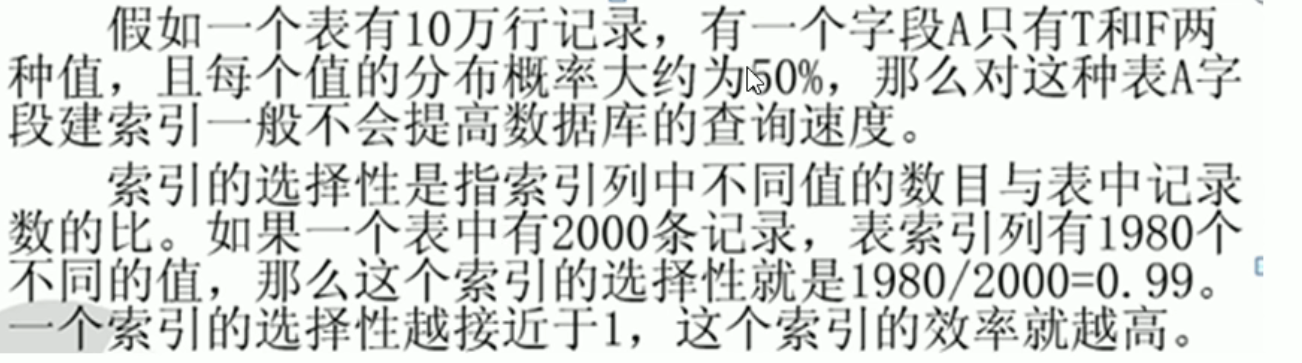 假如一个表有10万行记录，有一个字段A只有T和F两
种值，且每个值的分布概率大约为50%，那么对这种表A字
段建索引一般不会提高数据库的查询速度。
索引的选择性是指索引列中不同值的数目与表中记录
数的比。如果一个表中有2000条记录，表索引列有1980个
不同的值，那么这个索引的选择性就是1980/2000=0.99。
一个索引的选择性越接近于1，这个索引的效率就越高。